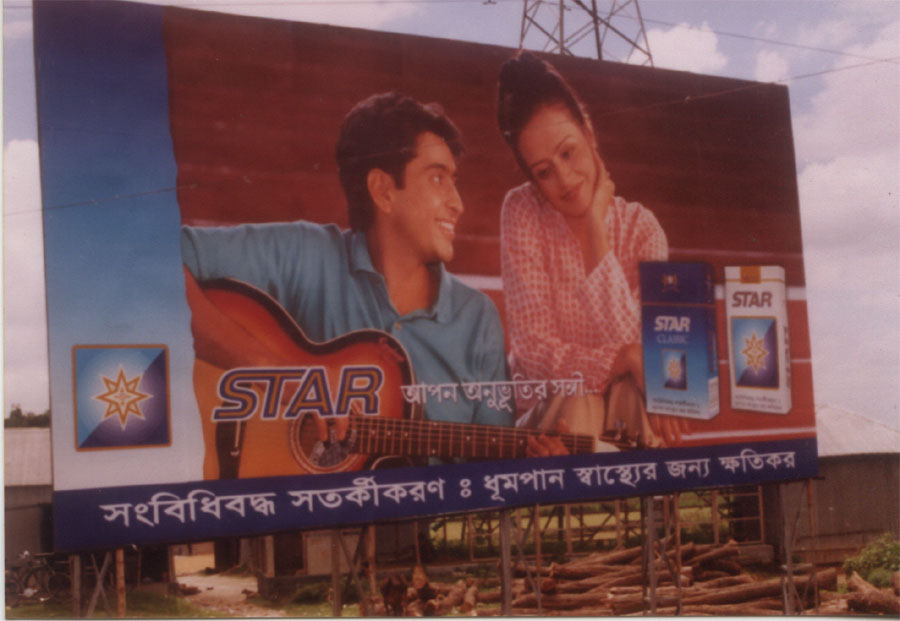 STAR
আপন অনুভূতির সঙ্গী...
STAR
CLASSIC
STAR
সংবিধিবদ্ধ সতর্কীকরণ : ধূমপান স্বাস্থ্যের জন্য ক্ষতিকর